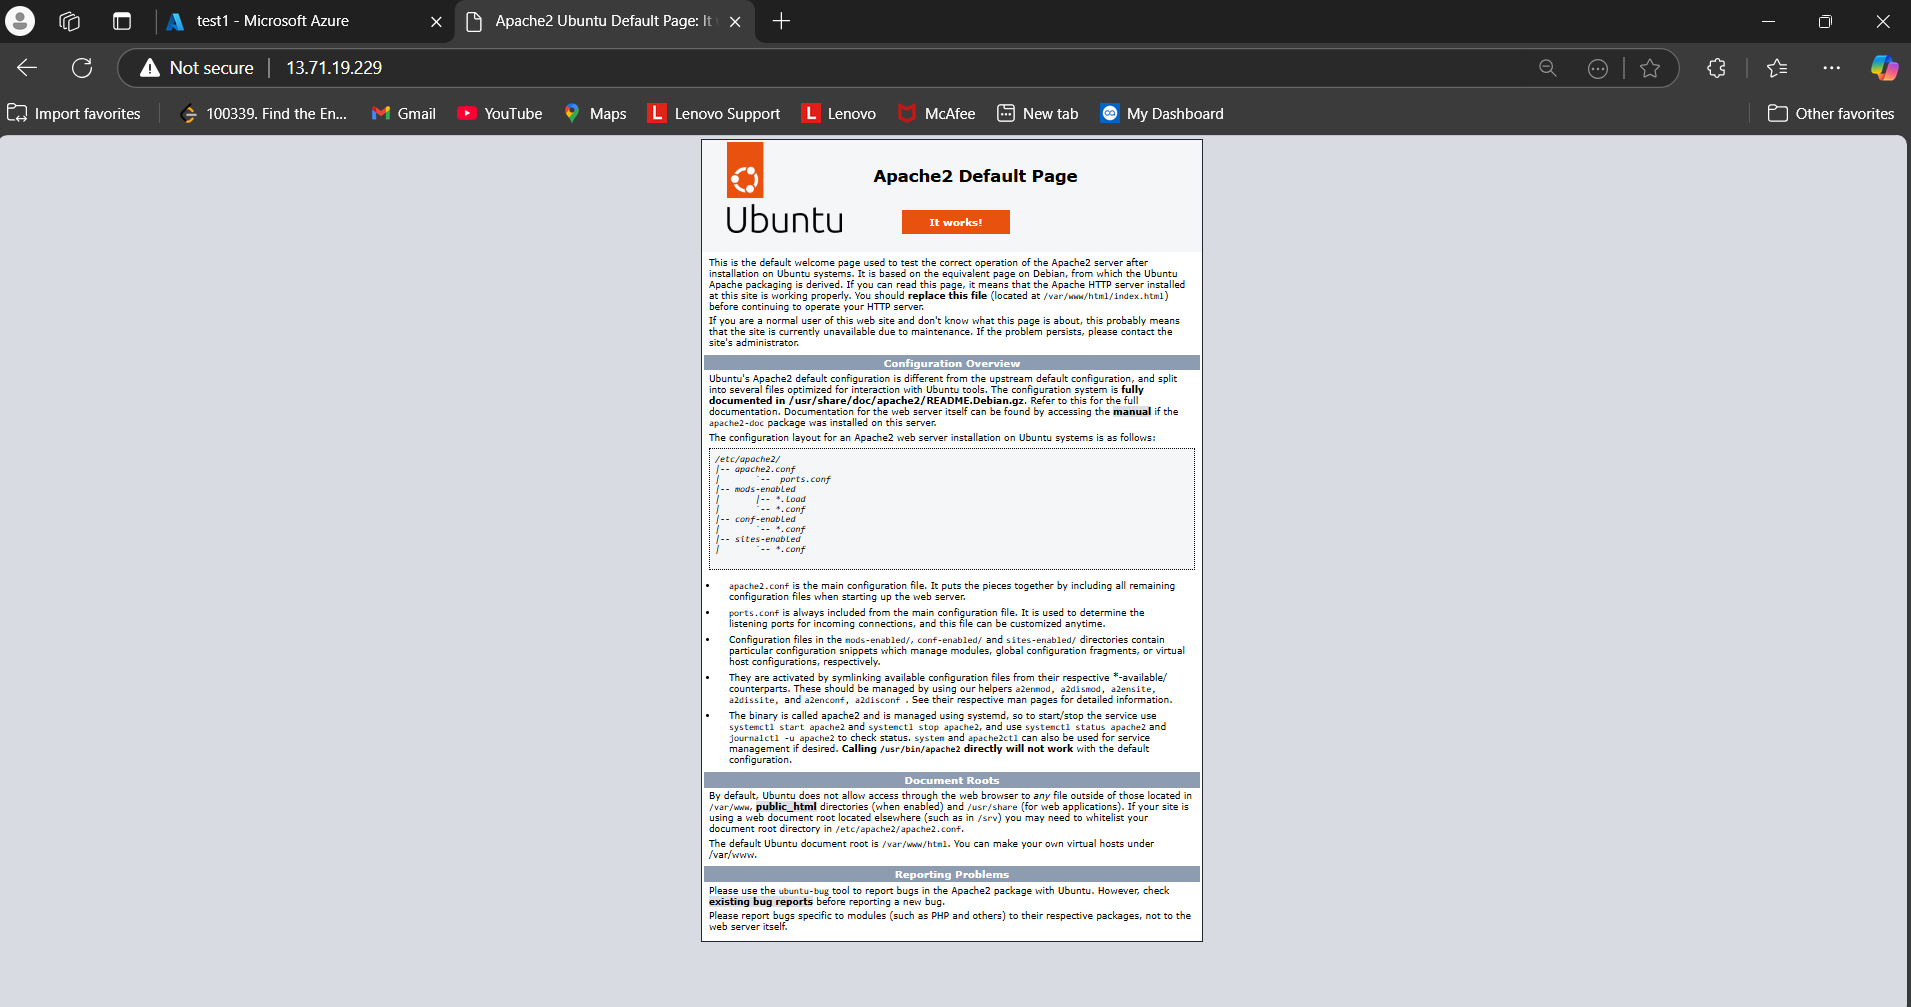 test1 - Microsoft Azure
Apache2 Ubuntu Default Page: It
Not secure
13.71.19.229
Import favorites
100339. Find the En...
Gmail
YouTube
Maps
Lenovo Support
Lenovo
McAfee
New tab
My Dashboard
Other favorites
Ubuntu
Apache2 Default Page
It works!
This is the default welcome page used to test the correct operation of the Apache2 server after
installation on Ubuntu systems. It is based on the equivalent page on Debian, from which the Ubuntu
Apache packaging is derived. If you can read this page, it means that the Apache HTTP server installed
at this site is working properly. You should replace this file (located at /var/www/html/index.html)
before continuing to operate your HTTP server.
If you are a normal user of this web site and don't know what this page is about, this probably means
that the site is currently unavailable due to maintenance. If the problem persists, please contact the
site's administrator.
Configuration Overview
Ubuntu's Apache2 default configuration is different from the upstream default configuration, and split
into several files optimized for interaction with Ubuntu tools. The configuration system is fully
documented in /usr/share/doc/apache2/README.Debian.gz. Refer to this for the full
documentation. Documentation for the web server itself can be found by accessing the manual if the
apache2-doc package was installed on this server.
The configuration layout for an Apache2 web server installation on Ubuntu systems is as follows:
/etc/apache2/
|-- apache2.conf
|       `--  ports.conf
|-- mods-enabled
|       |-- *.load
|       `-- *.conf
|-- conf-enabled
|       `-- *.conf
|-- sites-enabled
|       `-- *.conf
• apache2.conf is the main configuration file. It puts the pieces together by including all remaining
configuration files when starting up the web server.
• ports.conf is always included from the main configuration file. It is used to determine the
listening ports for incoming connections, and this file can be customized anytime.
• Configuration files in the mods-enabled/, conf-enabled/ and sites-enabled/ directories contain
particular configuration snippets which manage modules, global configuration fragments, or virtual
host configurations, respectively.
• They are activated by symlinking available configuration files from their respective *-available/
counterparts. These should be managed by using our helpers a2enmod, a2dismod, a2ensite,
a2dissite, and a2enconf, a2disconf . See their respective man pages for detailed information.
• The binary is called apache2 and is managed using systemd, so to start/stop the service use
systemctl start apache2 and systemctl stop apache2, and use systemctl status apache2 and
journalctl -u apache2 to check status. system and apache2ctl can also be used for service
management if desired. Calling /usr/bin/apache2 directly will not work with the default
configuration.
Document Roots
By default, Ubuntu does not allow access through the web browser to any file outside of those located in
/var/www, public_html directories (when enabled) and /usr/share (for web applications). If your site is
using a web document root located elsewhere (such as in /srv) you may need to whitelist your
document root directory in /etc/apache2/apache2.conf.
The default Ubuntu document root is /var/www/html. You can make your own virtual hosts under
/var/www.
Reporting Problems
Please use the ubuntu-bug tool to report bugs in the Apache2 package with Ubuntu. However, check
existing bug reports before reporting a new bug.
Please report bugs specific to modules (such as PHP and others) to their respective packages, not to the
web server itself.